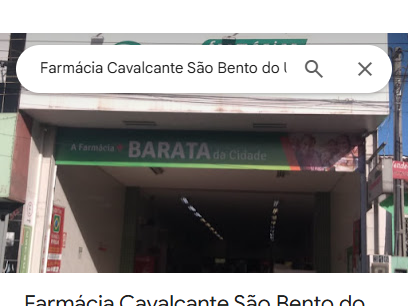 Farmácia Cavalcante São Bento do U
A Farmácia + BARATA da Cidade
Farmácia Cavalcante São Bento do